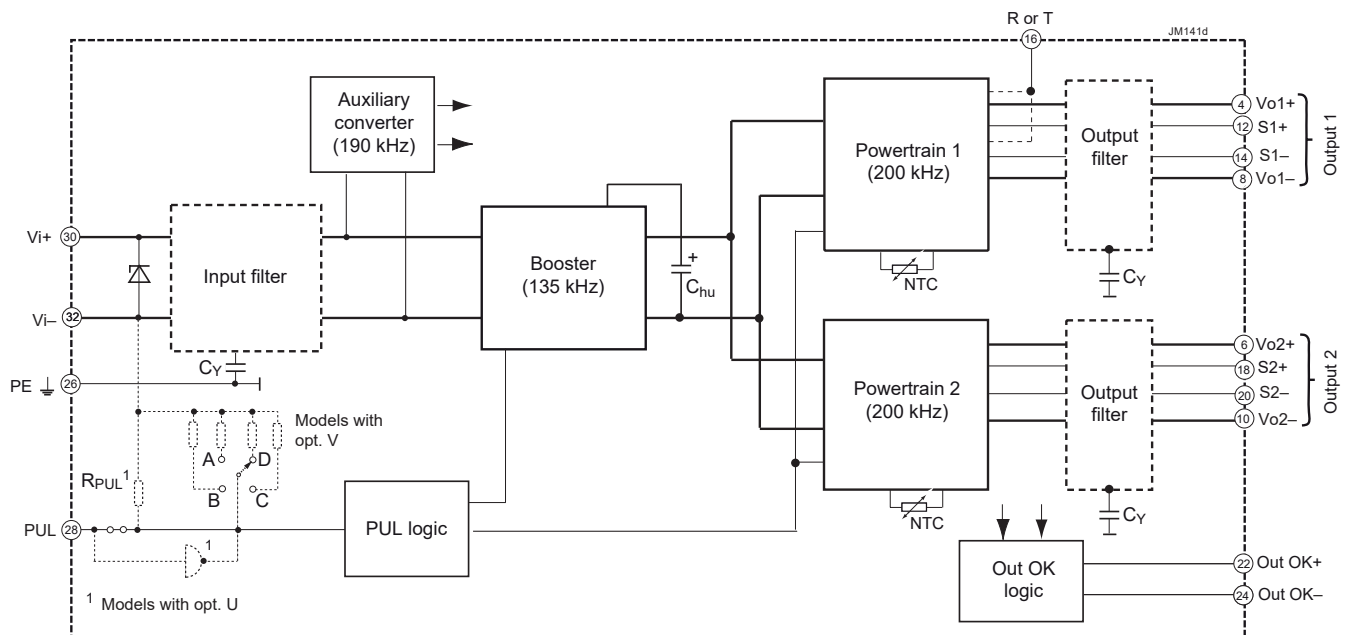 R or T
16
JM141d
Auxiliary
converter
(190 kHz)
Powertrain 1
(200 kHz)
Output
filter
4 Vo1+
12 S1+
14 S1–
8 Vo1–
Output 1
Vi+ 30
Input filter
Booster
(135 kHz)
+
Chu
NTC
CY
Vi– 32
CY
PE 26
Powertrain 2
(200 kHz)
Output
filter
6 Vo2+
18 S2+
20 S2–
10 Vo2–
Output 2
Models with
opt. V
A D
B C
RPUL1
PUL 28
PUL logic
NTC
CY
1
Out OK
logic
22 Out OK+
24 Out OK–
1 Models with opt. U